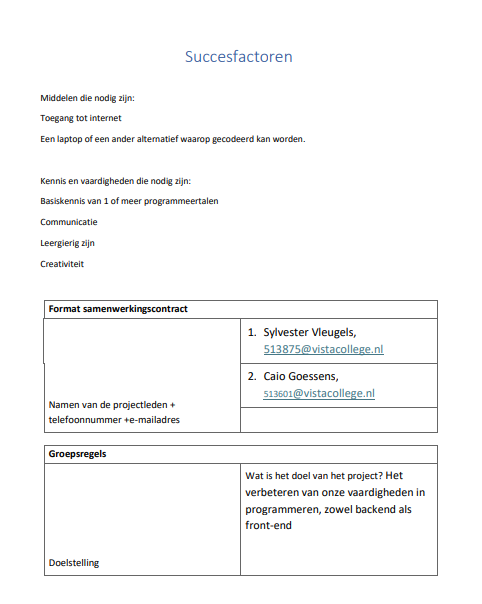 Succesfactoren
Middelen die nodig zijn:
Toegang tot internet
Een laptop of een ander alternatief waarop gecodeerd kan worden.
Kennis en vaardigheden die nodig zijn:
Basiskennis van 1 of meer programmeertalen
Communicatie
Leergierig zijn
Creativiteit
Format samenwerkingscontract
Namen van de projectleden +
telefoonnummer +e-mailadres
1. Sylvester Vleugels,
513875@vistacollege.nl
2. Caio Goessens,
513601@vistacollege.nl
Groepsregels
Doelstelling
Wat is het doel van het project? Het
verbeteren van onze vaardigheden in
programmeren, zowel backend als
front-end